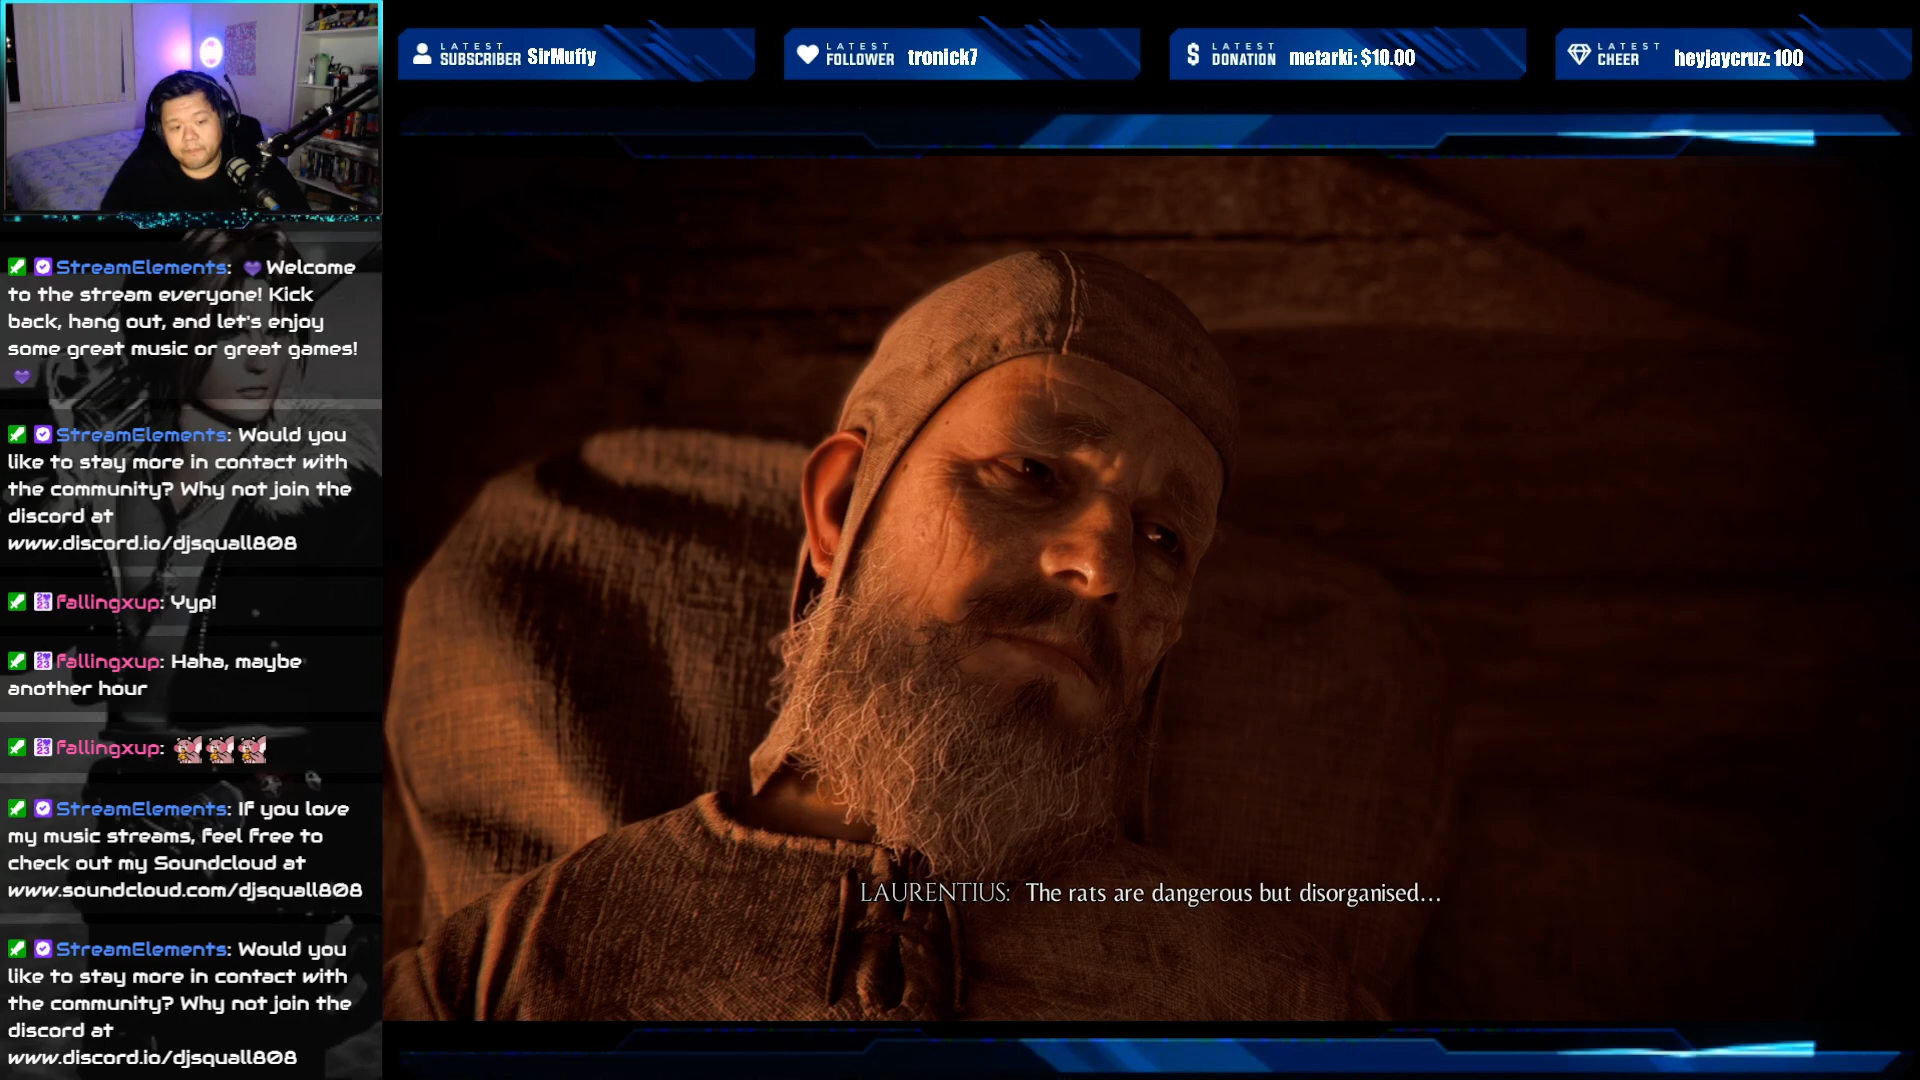 LATEST
SUBSCRIBER SirMuffy
LATEST
FOLLOWER tronick7
LATEST
DONATION metarki: $10.00
LATEST
CHEER heyjaycruz: 100
StreamElements: 💜Welcome
to the stream everyone! Kick
back, hang out, and let's enjoy
some great music or great games!
💜
StreamElements: Would you
like to stay more in contact with
the community? Why not join the
discord at
www.discord.io/djsquall808
fallingxup: Yyp!
fallingxup: Haha, maybe
another hour
fallingxup:
StreamElements: If you love
my music streams, feel free to
check out my Soundcloud at
www.soundcloud.com/djsquall808
StreamElements: Would you
like to stay more in contact with
the community? Why not join the
discord at
www.discord.io/djsquall808
LAURENTIUS: The rats are dangerous but disorganised...